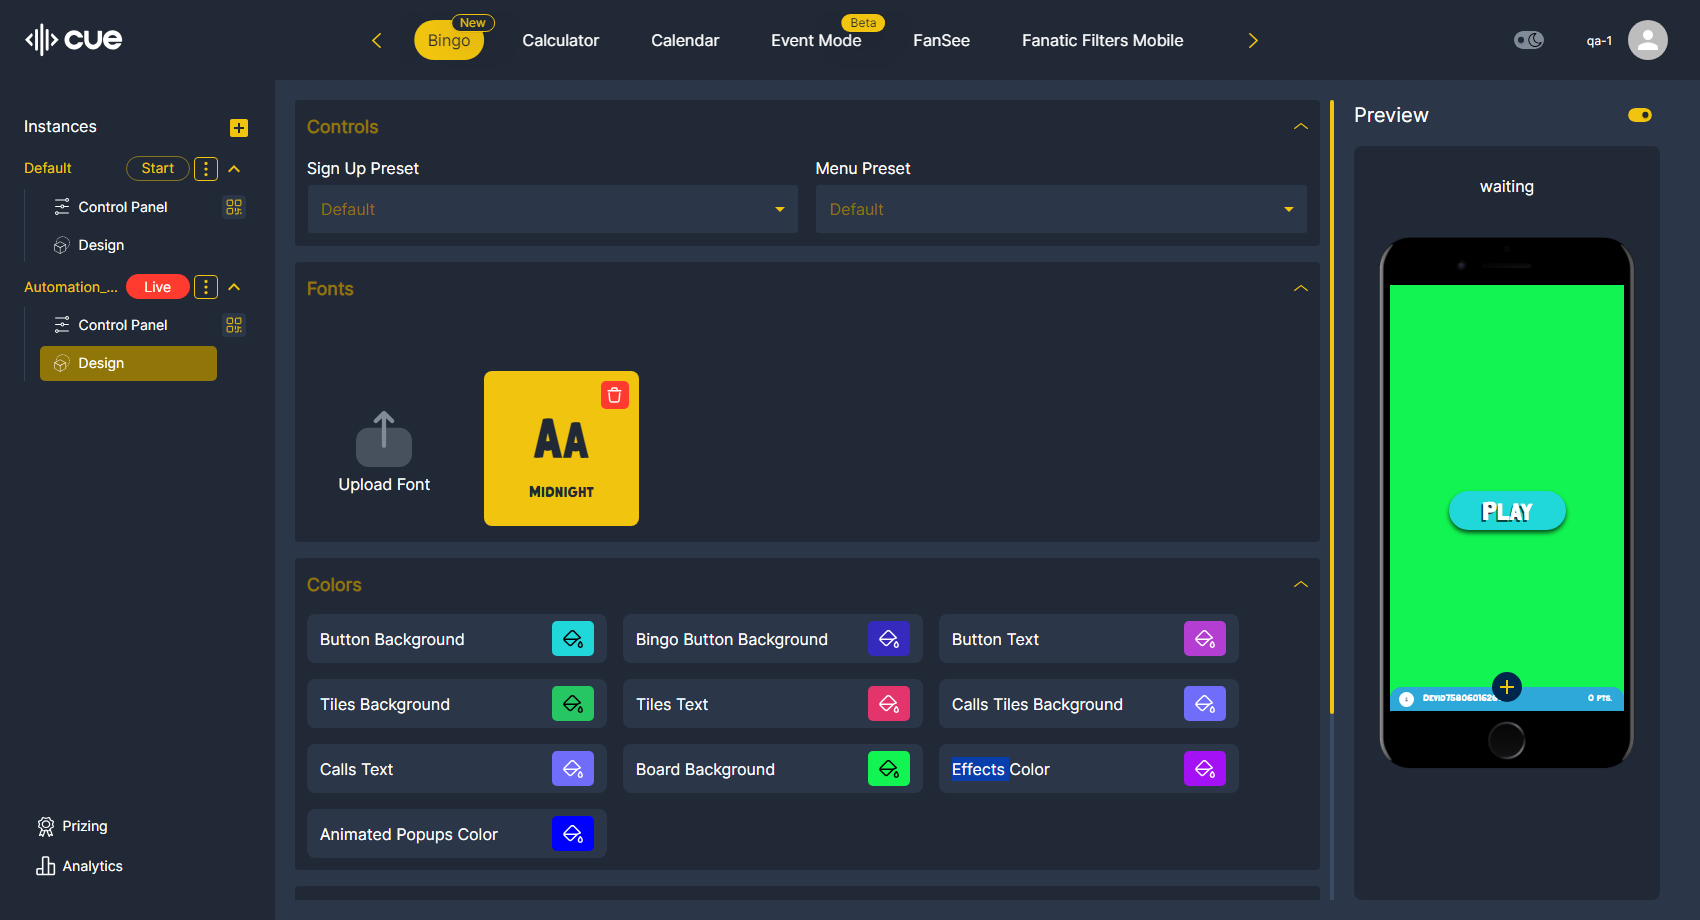 cue
Bingo
New
Calculator
Calendar
Event Mode
Beta
FanSee
Fanatic Filters Mobile
qa-1
Instances
Default
Start
Control Panel
Design
Automation_...
Live
Control Panel
Design
Prizing
Analytics
Controls
Sign Up Preset
Default
Menu Preset
Default
Fonts
Upload Font
AA
MIDNIGHT
Colors
Button Background
Bingo Button Background
Button Text
Tiles Background
Tiles Text
Calls Tiles Background
Calls Text
Board Background
Effects Color
Animated Popups Color
Preview
waiting
PLAY
0 PTS.